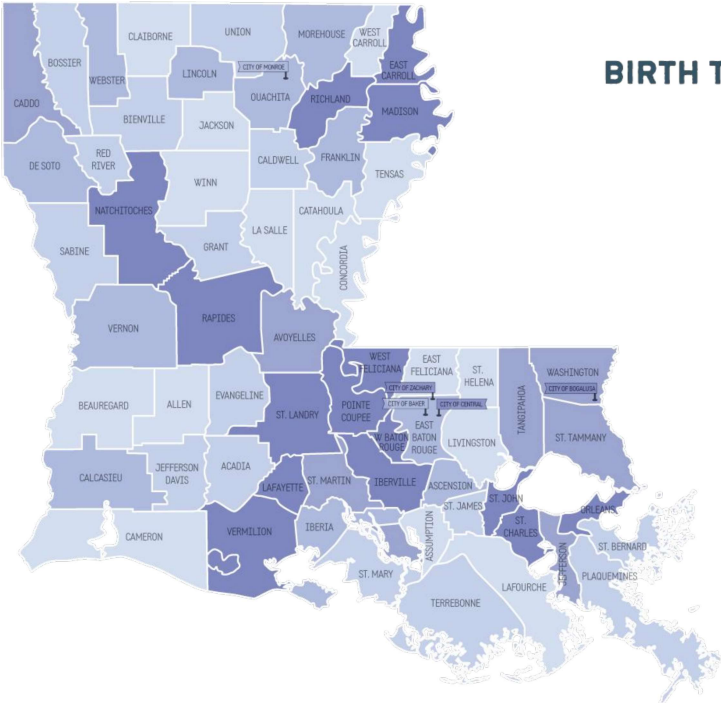 BIRTH T
CLAIBORNE
UNION
MOREHOUSE
WEST
CARROLL
EAST
CARROLL
BOSSIER
WEBSTER
LINCOLN
CITY OF MONROE
OUACHITA
RICHLAND
MADISON
CADDO
BIENVILLE
JACKSON
DE SOTO
RED
RIVER
CALDWELL
FRANKLIN
TENSAS
WINN
NATCHITOCHES
CATAHOULA
LA SALLE
SABINE
GRANT
CONCORDIA
VERNON
RAPIDES
AVOYELLES
WEST
FELICIANA
EAST
FELICIANA
ST.
HELENA
TANGIPAHOA
WASHINGTON
CITY OF BOGALUSA
CITY OF ZACHARY
CITY OF BAKER
CITY OF CENTRAL
BEAUREGARD
ALLEN
EVANGELINE
ST. LANDRY
POINTE
COUPEE
W BATON
ROUGE
EAST
BATON
ROUGE
LIVINGSTON
ST. TAMMANY
CALCASIEU
JEFFERSON
DAVIS
ACADIA
LAFAYETTE
ST. MARTIN
IBERVILLE
ASCENSION
ST. JAMES
ST. JOHN
ST.
CHARLES
ORLEANS
CAMERON
VERMILION
IBERIA
ASSUMPTION
JEFFERSON
ST. BERNARD
ST. MARY
LAFOURCHE
PLAQUEMINES
TERREBONNE